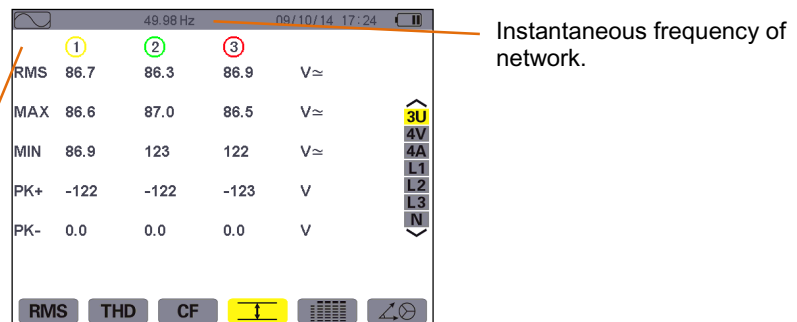 49.98 Hz 09/10/14 17:24
Instantaneous frequency of
network.
1 2 3
RMS 86.7 86.3 86.9 V≃
MAX 86.6 87.0 86.5 V≃
MIN 86.9 123 122 V≃
PK+ -122 -122 -123 V
PK- 0.0 0.0 0.0 V
3U
4V
4A
L1
L2
L3
N
RMS THD CF